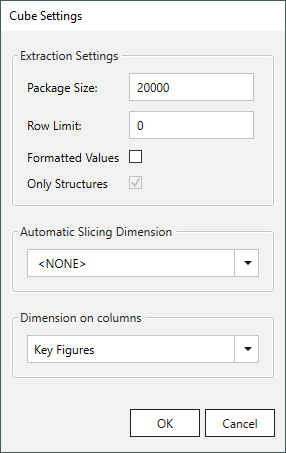 Cube Settings
Extraction Settings
Package Size: 20000
Row Limit: 0
Formatted Values
Only Structures
Automatic Slicing Dimension
<NONE>
Dimension on columns
Key Figures
OK Cancel